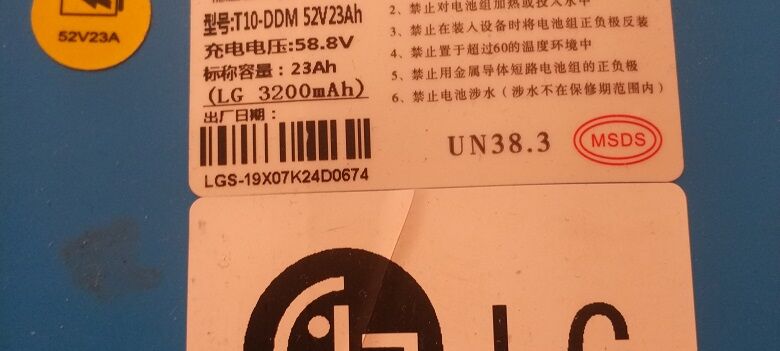 52V23A
型号:T10-DDM 52V23Ah
充电电压:58.8V
标称容量：23Ah
(LG 3200mAh)
出厂日期：
LGS-19X07K24D0674
2、禁止对电池组加热或投入水中
3、禁止在装入设备时将电池组正负极反装
4、禁止置于超过60的温度环境中
5、禁止用金属导体短路电池组的正负极
6、禁止电池涉水（涉水不在保修期范围内）
UN38.3
MSDS
LG